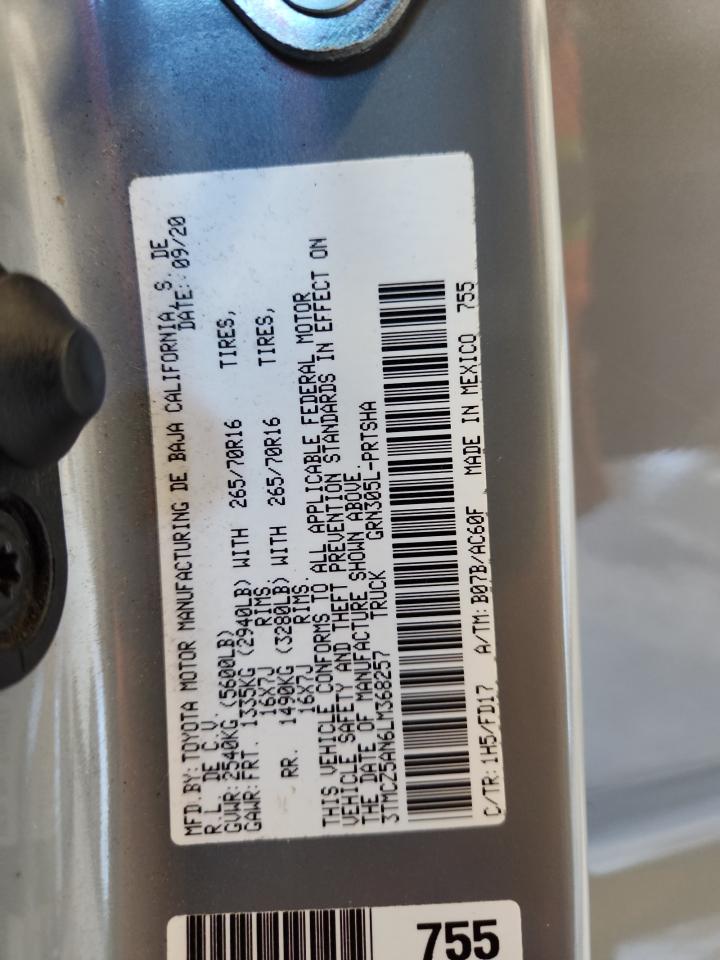 MFD.BY: TOYOTA MOTOR MANUFACTURING DE BAJA CALIFORNIA, S. DE
R.L. DE C.V. DATE: 09/20
GVWR: 2540KG (5600LB)
GAWR: FRT. 1335KG (2940LB) WITH 265/70R16 TIRES,
16X7J RIMS
RR. 1490KG (3280LB) WITH 265/70R16 TIRES,
16X7J RIMS.
THIS VEHICLE CONFORMS TO ALL APPLICABLE FEDERAL MOTOR
VEHICLE SAFETY AND THEFT PREVENTION STANDARDS IN EFFECT ON
THE DATE OF MANUFACTURE SHOWN ABOVE.
3TMCZ5AN6LM368257 TRUCK GRN305L-PRTSHA
C/TR: 1H5/FD17 A/TM: B07B/AC60F MADE IN MEXICO 755
755